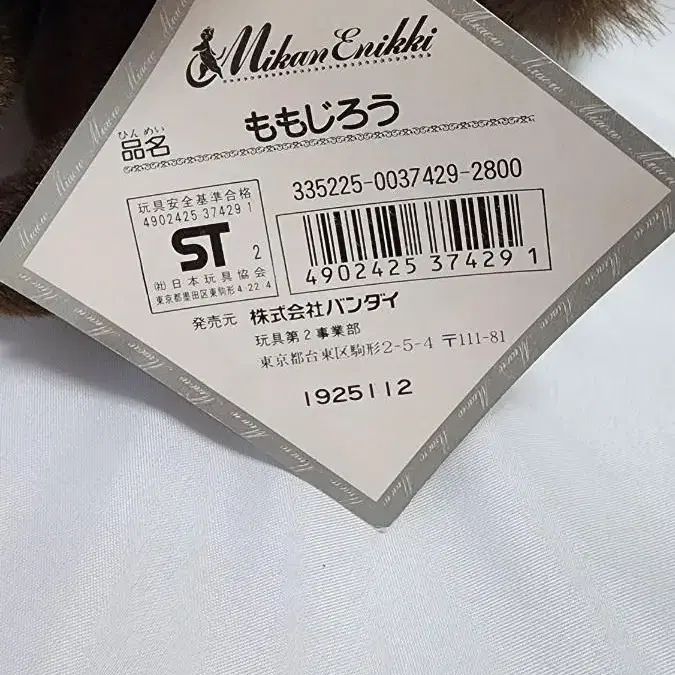 Mikan Enikki
ひん めい
品名 ももじろう
335225-0037429-2800
玩具安全基準合格
4902425 37429 1
ST 2
㈳日本玩具協会
東京都墨田区東駒形4-22-4
4902425 37429 1
発売元 株式会社バンダイ
玩具第2事業部
東京都台東区駒形2-5-4 〒111-81
1925112
Miaow Miaow Miaow Miaow